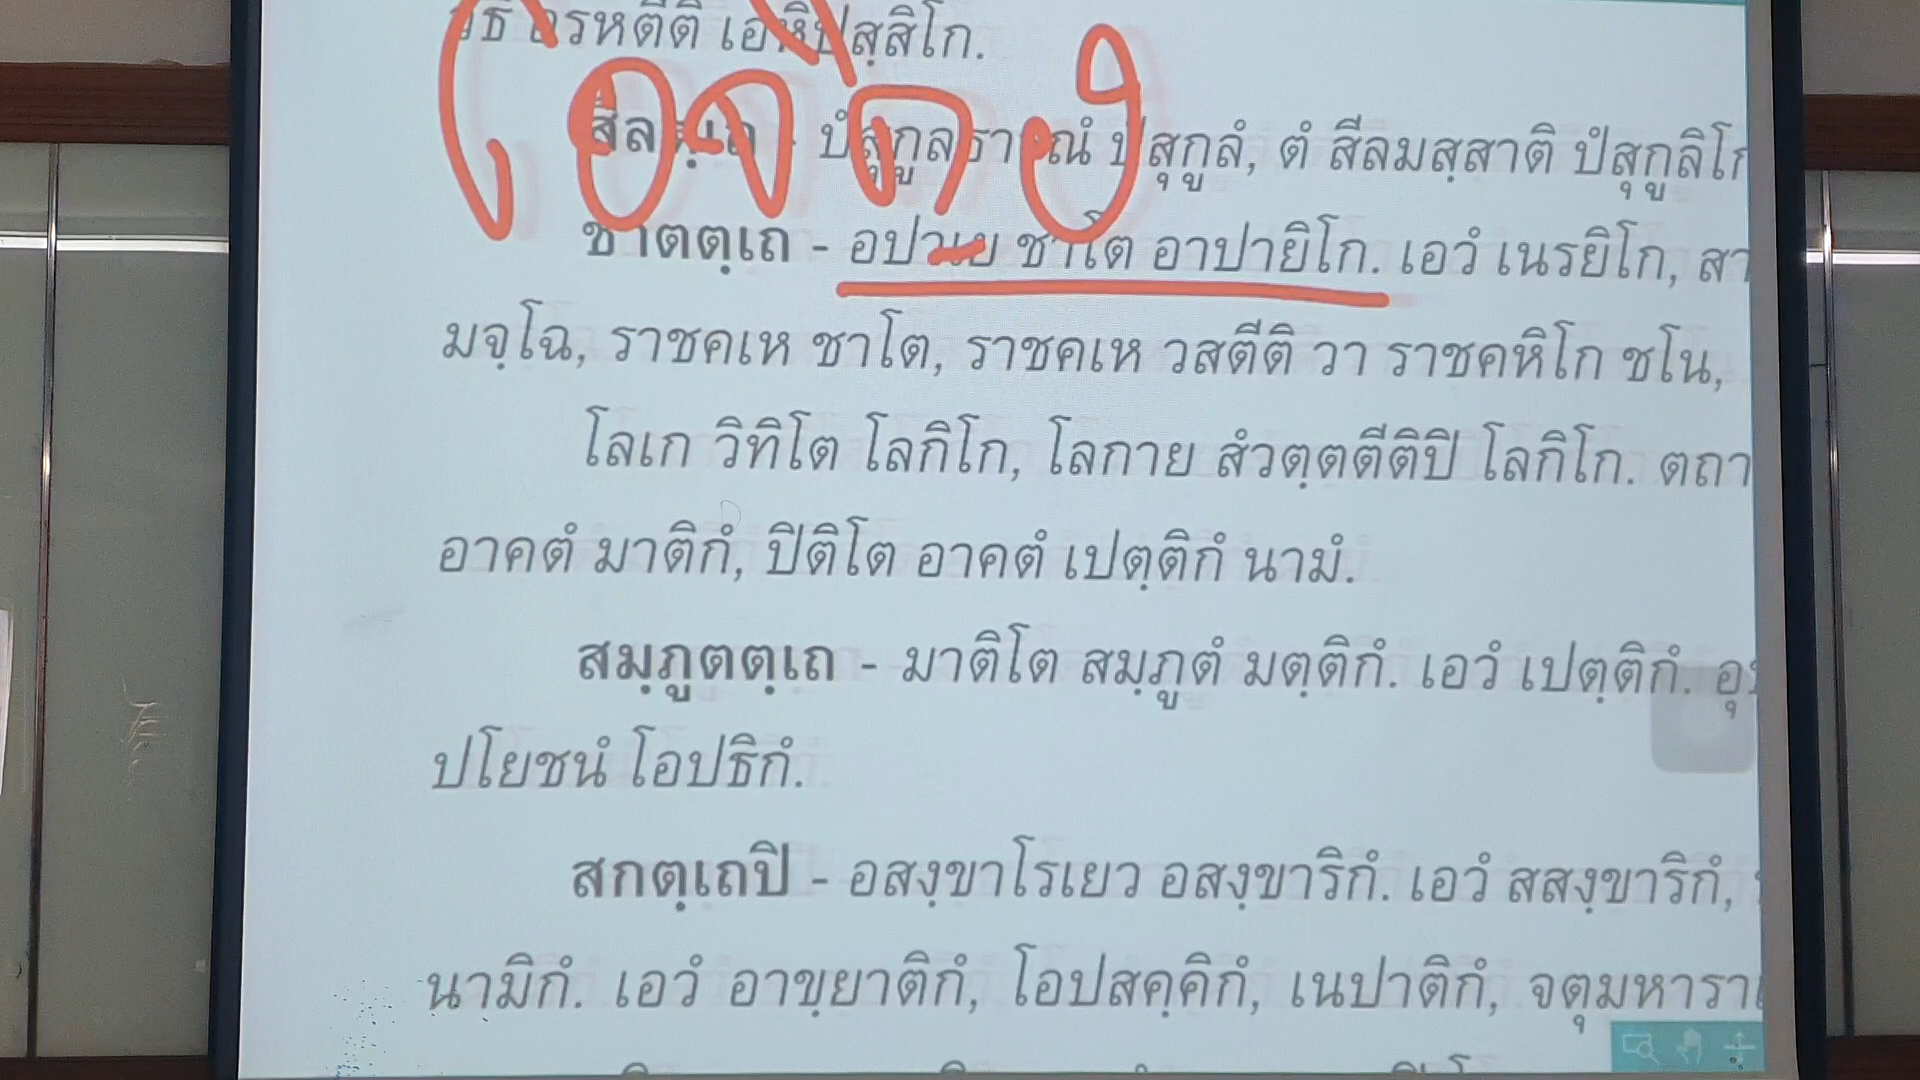 อรหตีติ เอหิปสฺสิโก.
สีลตฺเถ - ปํสุกูลธารณํ ปํสุกูลํ, ตํ สีลมสฺสาติ ปํสุกูลิโก
ชาตตฺเถ - อปาเย ชาโต อาปายิโก. เอวํ เนรยิโก,
มจฺโฉ, ราชคเห ชาโต, ราชคเห วสตีติ วา ราชคหิโก ชโน,
โลเก วิทิโต โลกิโก, โลกาย สํวตฺตตีติปิ โลกิโก. ตถา
อาคตํ มาติกํ, ปิติโต อาคตํ เปตฺติกํ นามํ.
สมฺภูตตฺเถ - มาติโต สมฺภูตํ มตฺติกํ. เอวํ เปตฺติกํ.
ปโยชนํ โอปธิกํ.
สกตฺเถปิ - อสงฺขาโรเยว อสงฺขาริกํ. เอวํ สสงฺขาริกํ,
นามิกํ. เอวํ อาขฺยาติกํ, โอปสคฺคิกํ, เนปาติกํ, จตุมหารา